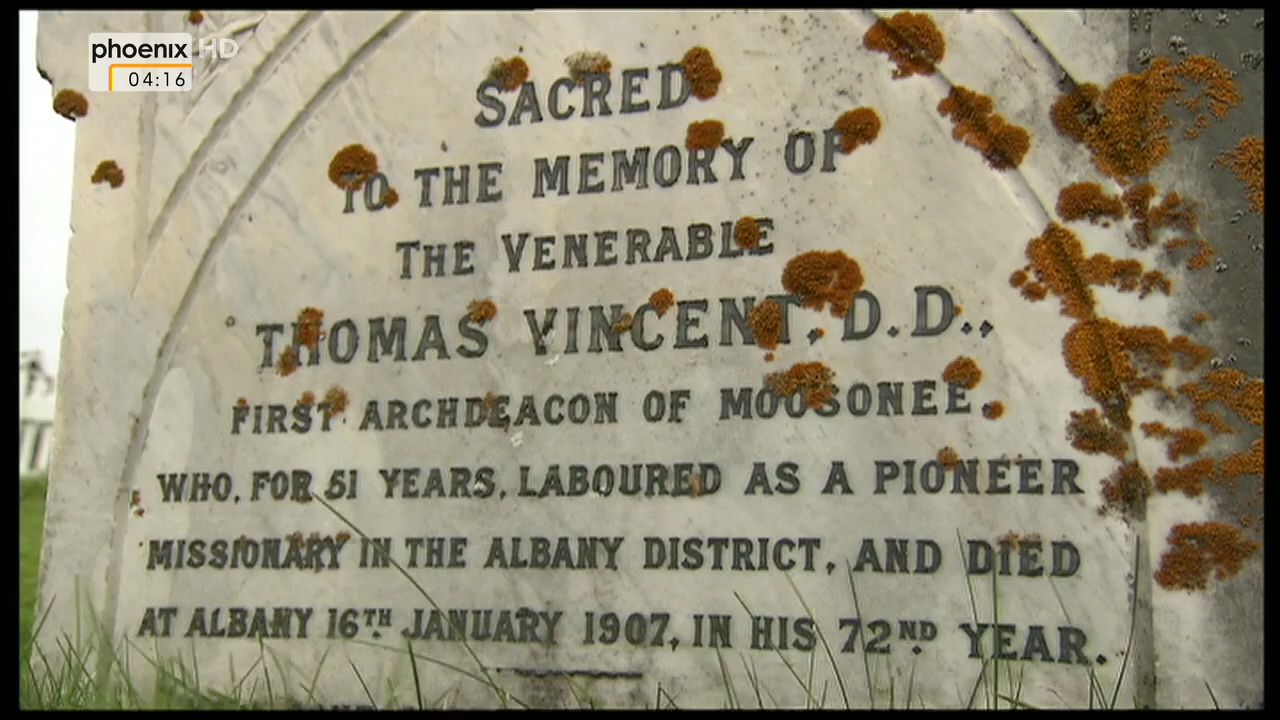 phoenix HD
04:16
SACRED
TO THE MEMORY OF
THE VENERABLE
THOMAS VINCENT, D.D.,
FIRST ARCHDEACON OF MOOSONEE.
WHO, FOR 51 YEARS, LABOURED AS A PIONEER
MISSIONARY IN THE ALBANY DISTRICT, AND DIED
AT ALBANY 16TH JANUARY 1907, IN HIS 72ND YEAR.